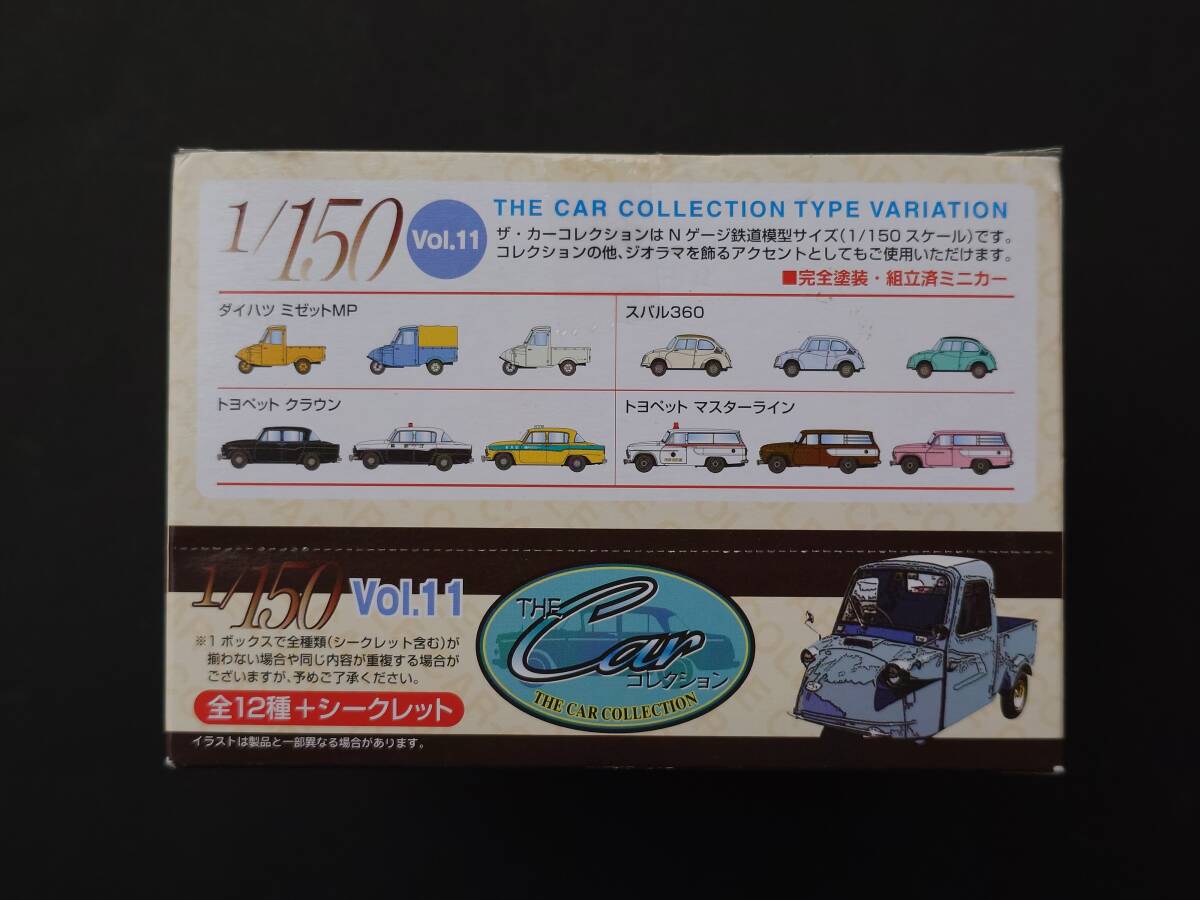 1/150
Vol.11
THE CAR COLLECTION TYPE VARIATION
ザ・カーコレクションはNゲージ鉄道模型サイズ(1/150スケール)です。
コレクションの他、ジオラマを飾るアクセントとしてもご使用いただけます。
■完全塗装・組立済ミニカー
ダイハツ ミゼットMP
スバル360
トヨペット クラウン
トヨペット マスターライン
1/150 Vol.11
※1ボックスで全種類(シークレット含む)が
揃わない場合や同じ内容が重複する場合が
ございますが、予めご了承ください。
全12種+シークレット
イラストは製品と一部異なる場合があります。
THE
Car
コレクション
THE CAR COLLECTION